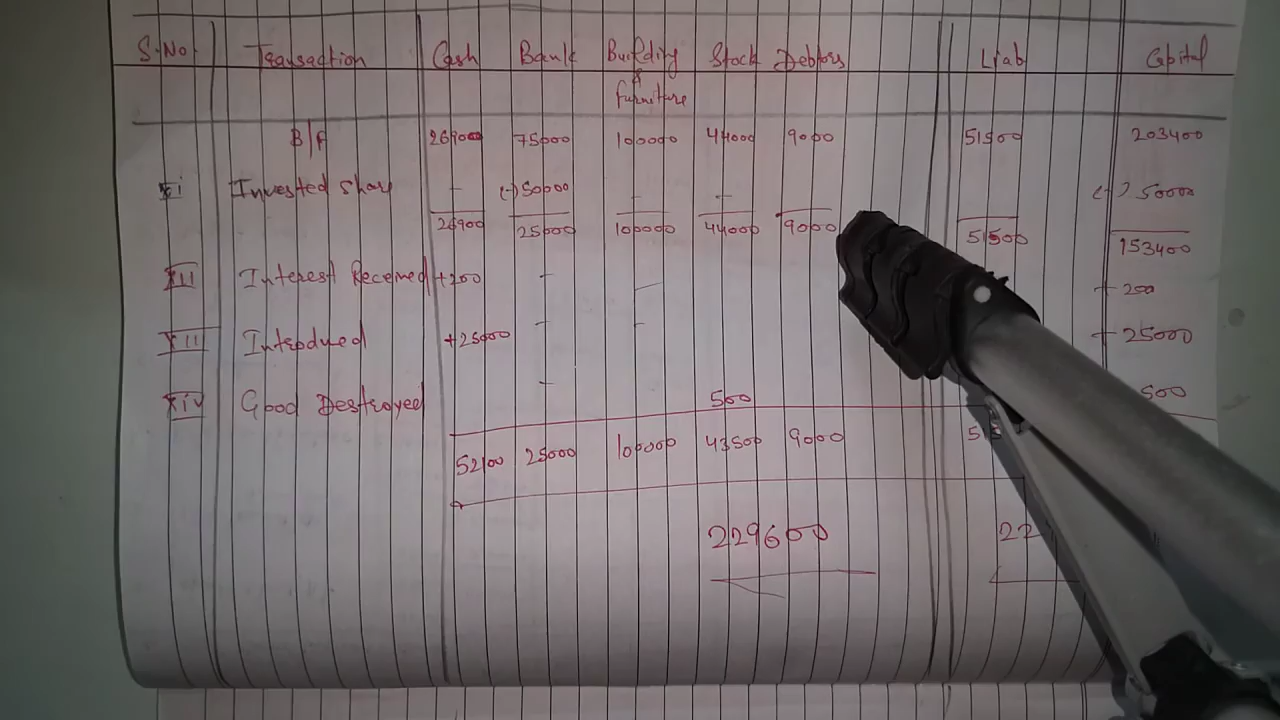 S.No. Transaction Cash Bank Building & furniture Stock Debtors Liab Capital
B/f 26900 75000 100000 44000 9000 51500 203400
xi Invested shar - (-) 50000 - - (-) 50000
26900 25000 100000 44000 9000 51500 153400
XII Interest Received +200 - - + 200
XIII Introdued +25000 - - + 25000
xiv Good Destroyed - 500 500
52100 25000 100000 43500 9000
229600